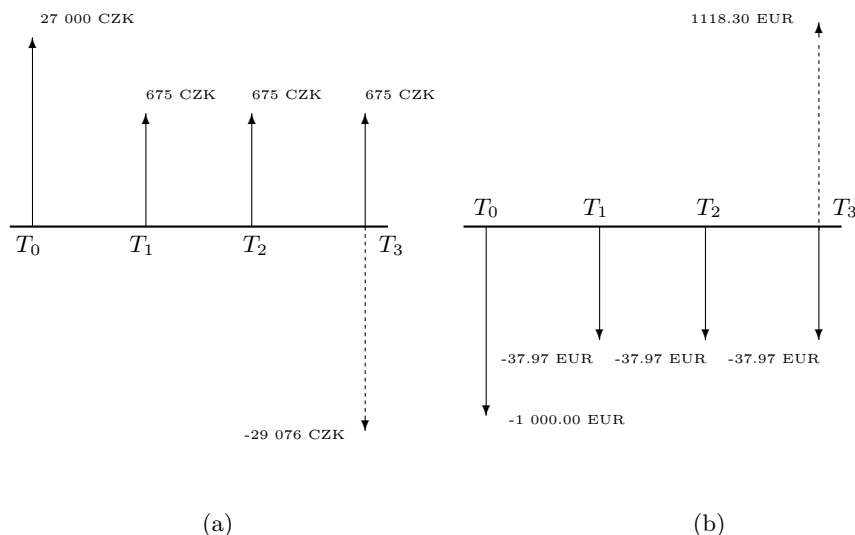 27 000 CZK
675 CZK 675 CZK 675 CZK
T0 T1 T2 T3
-29 076 CZK
(a)
1118.30 EUR
T0 T1 T2 T3
-37.97 EUR -37.97 EUR -37.97 EUR
-1 000.00 EUR
(b)